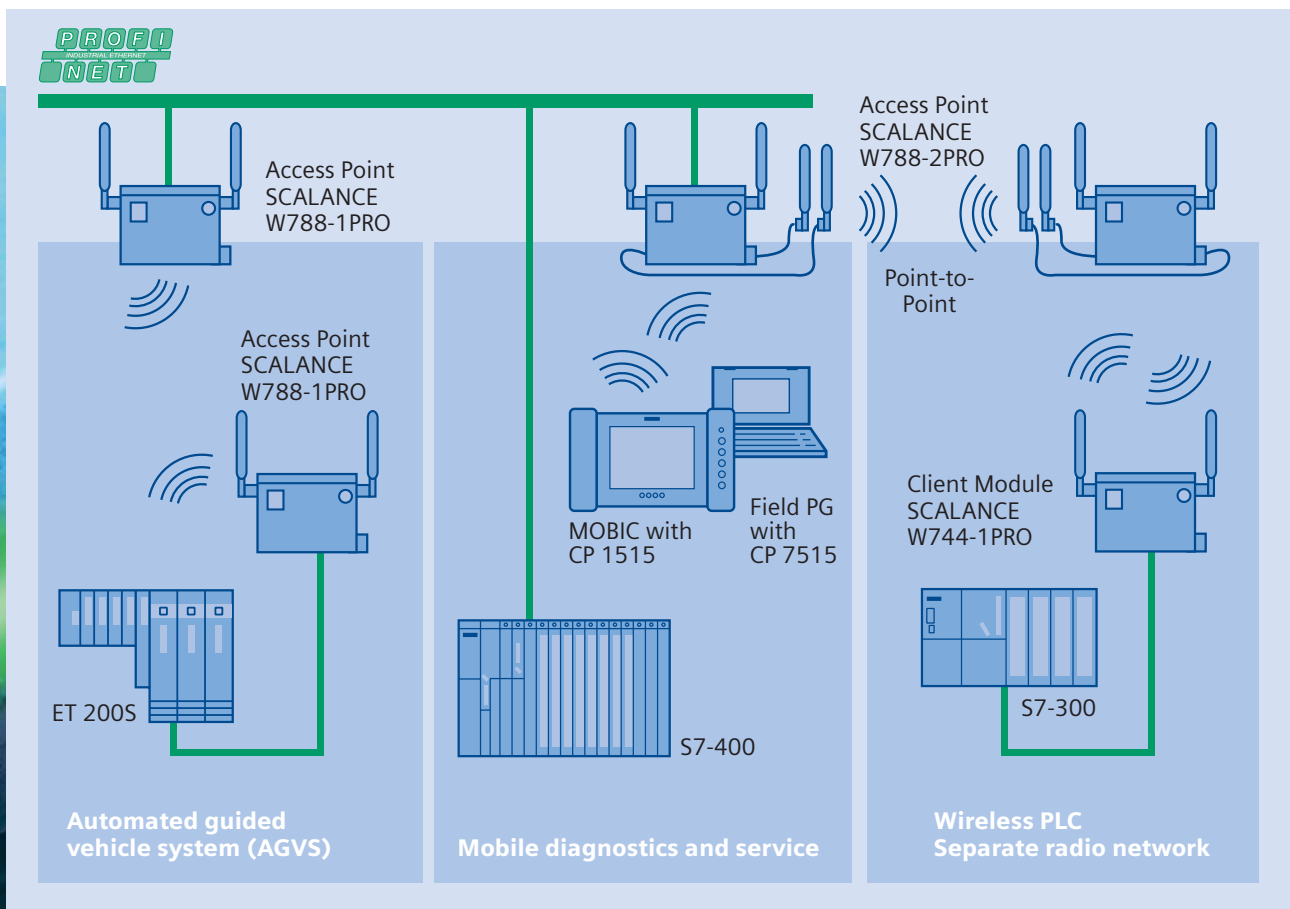 PROFI
INDUSTRIAL ETHERNET
NET
Access Point
SCALANCE
W788-1PRO
Access Point
SCALANCE
W788-2PRO
Point-to-
Point
Access Point
SCALANCE
W788-1PRO
MOBIC with
CP 1515
Field PG
with
CP 7515
Client Module
SCALANCE
W744-1PRO
ET 200S
S7-400
S7-300
Automated guided
vehicle system (AGVS)
Mobile diagnostics and service
Wireless PLC
Separate radio network